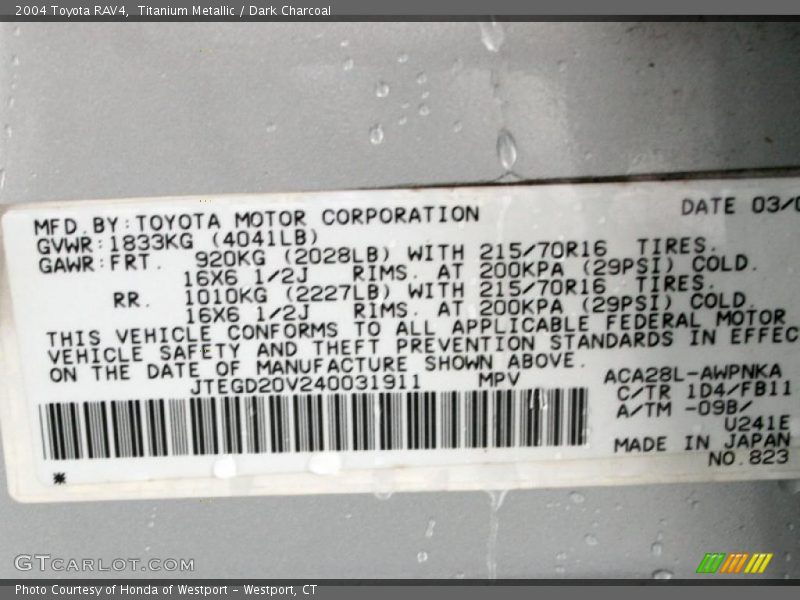 2004 Toyota RAV4,  Titanium Metallic / Dark Charcoal
MFD.BY:TOYOTA MOTOR CORPORATION DATE 03/0
GVWR:1833KG (4041LB)
GAWR:FRT. 920KG (2028LB) WITH 215/70R16 TIRES.
16X6 1/2J RIMS. AT 200KPA (29PSI) COLD.
RR. 1010KG (2227LB) WITH 215/70R16 TIRES.
16X6 1/2J RIMS. AT 200KPA (29PSI) COLD.
THIS VEHICLE CONFORMS TO ALL APPLICABLE FEDERAL MOTOR
VEHICLE SAFETY AND THEFT PREVENTION STANDARDS IN EFFEC
ON THE DATE OF MANUFACTURE SHOWN ABOVE.
JTEGD20V240031911 MPV ACA28L-AWPNKA
C/TR 1D4/FB11
A/TM -09B/
U241E
MADE IN JAPAN
NO.823
GTCARLOT.COM
Photo Courtesy of Honda of Westport - Westport, CT